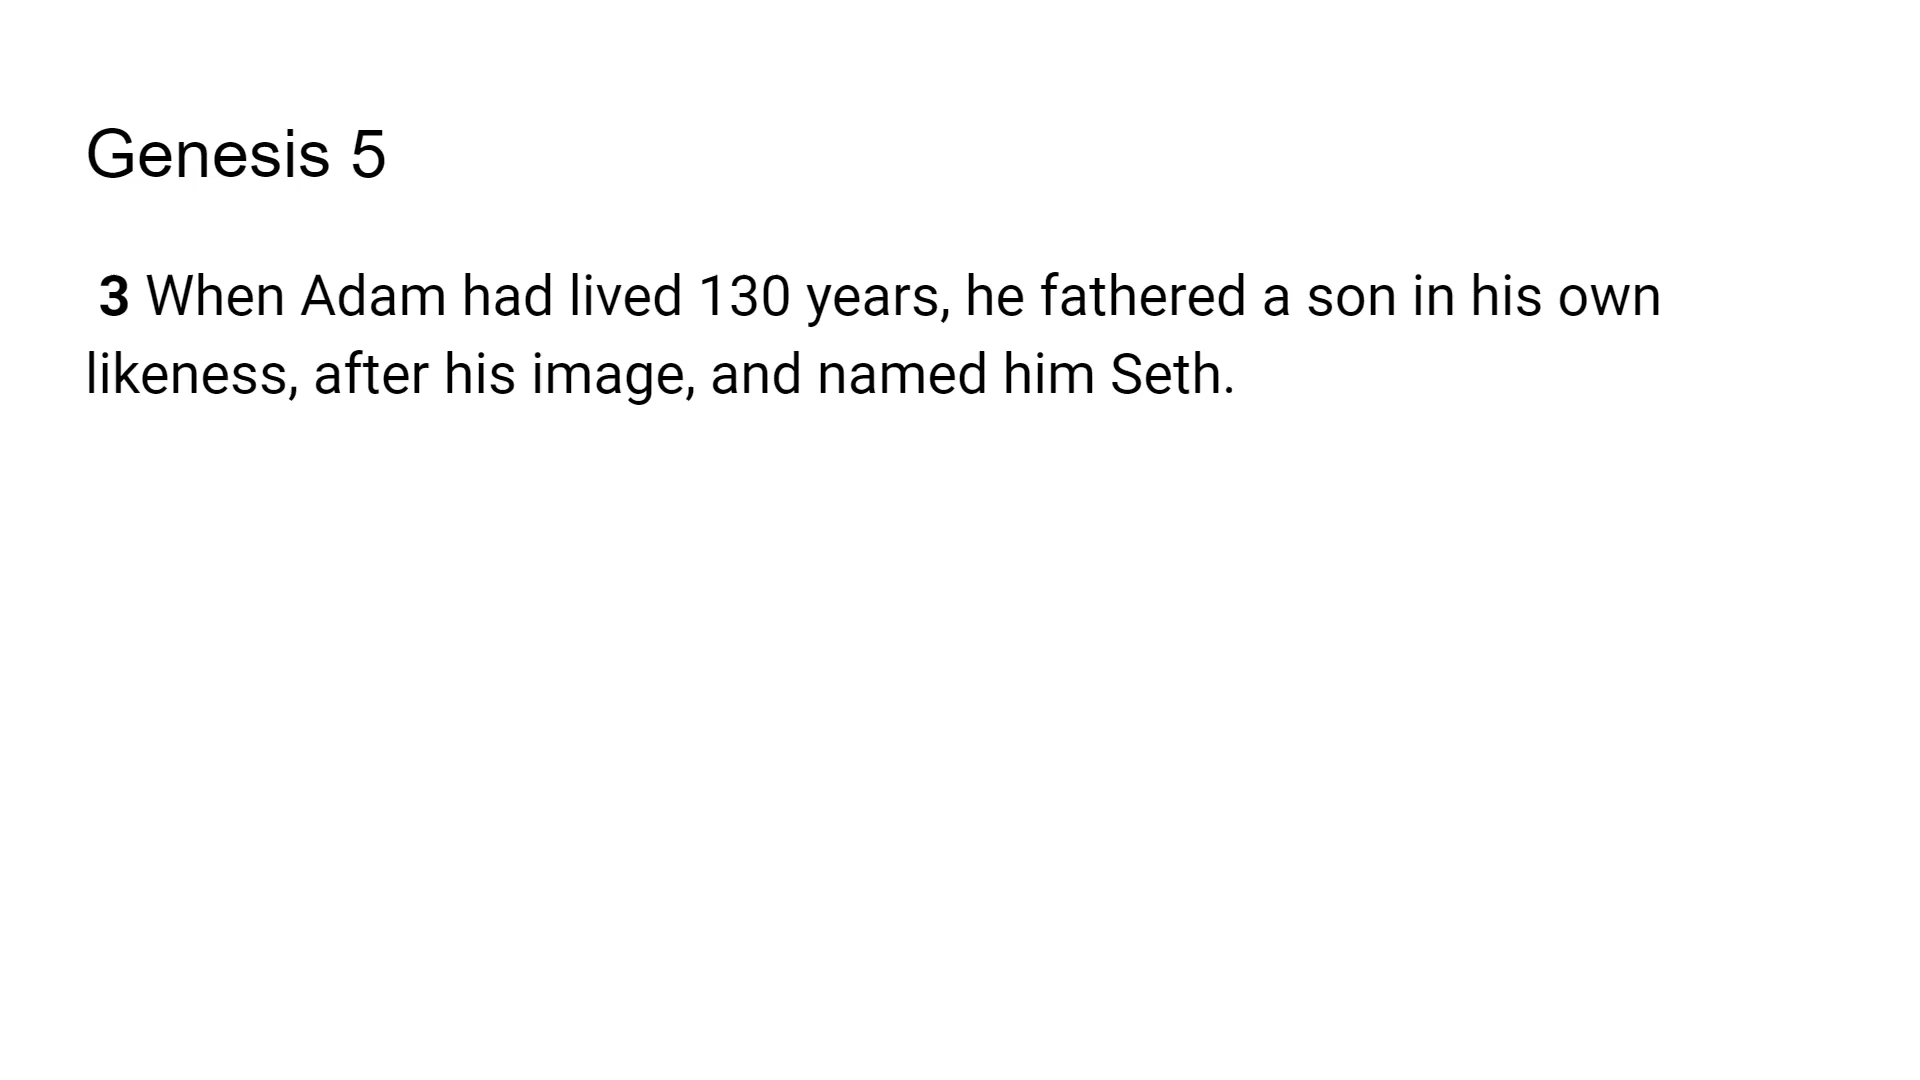 Genesis 5
3 When Adam had lived 130 years, he fathered a son in his own
likeness, after his image, and named him Seth.